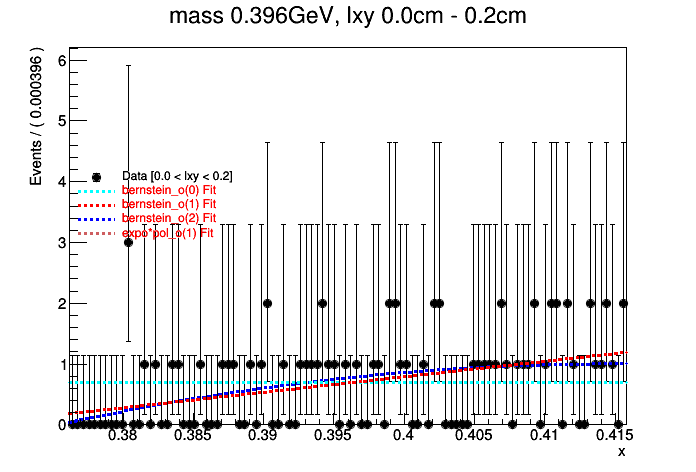 mass 0.396GeV, lxy 0.0cm - 0.2cm
Events / ( 0.000396 )
6
5
4
3
2
1
0
Data [0.0 < lxy < 0.2]
bernstein_o(0) Fit
bernstein_o(1) Fit
bernstein_o(2) Fit
expo*pol_o(1) Fit
0.38 0.385 0.39 0.395 0.4 0.405 0.41 0.415
x